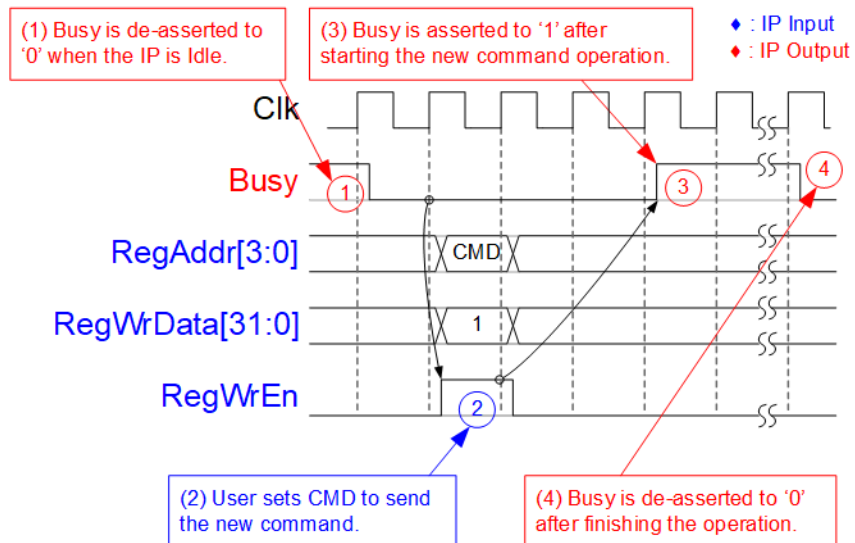 (1) Busy is de-asserted to
‘0’ when the IP is Idle.
(3) Busy is asserted to ‘1’ after
starting the new command operation.
♦ : IP Input
♦ : IP Output
Clk
Busy
1
3
4
RegAddr[3:0]
CMD
RegWrData[31:0]
1
RegWrEn
2
(2) User sets CMD to send
the new command.
(4) Busy is de-asserted to ‘0’
after finishing the operation.